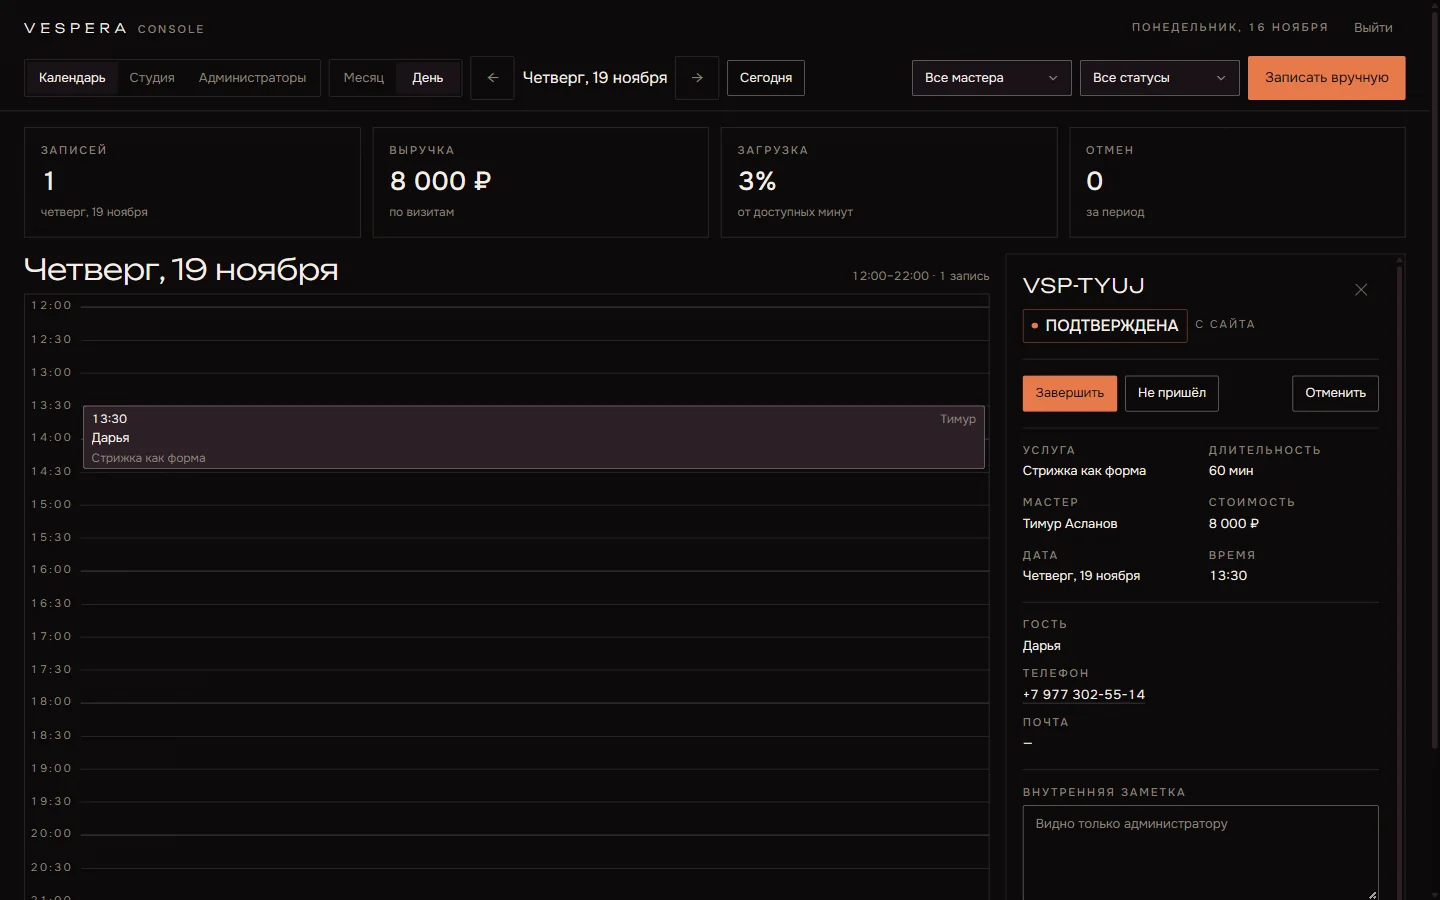 VESPERA CONSOLE
ПОНЕДЕЛЬНИК, 16 НОЯБРЯ Выйти
Календарь Студия Администраторы Месяц День ← Четверг, 19 ноября → Сегодня Все мастера Все статусы Записать вручную
ЗАПИСЕЙ
1
четверг, 19 ноября
ВЫРУЧКА
8 000 ₽
по визитам
ЗАГРУЗКА
3%
от доступных минут
ОТМЕН
0
за период
Четверг, 19 ноября
12:00–22:00 · 1 запись
12:00
12:30
13:00
13:30
14:00
14:30
15:00
15:30
16:00
16:30
17:00
17:30
18:00
18:30
19:00
19:30
20:00
20:30
13:30 Тимур
Дарья
Стрижка как форма
VSP-TYUJ
ПОДТВЕРЖДЕНА С САЙТА
Завершить Не пришёл Отменить
УСЛУГА ДЛИТЕЛЬНОСТЬ
Стрижка как форма 60 мин
МАСТЕР СТОИМОСТЬ
Тимур Асланов 8 000 ₽
ДАТА ВРЕМЯ
Четверг, 19 ноября 13:30
ГОСТЬ
Дарья
ТЕЛЕФОН
+7 977 302-55-14
ПОЧТА
—
ВНУТРЕННЯЯ ЗАМЕТКА
Видно только администратору